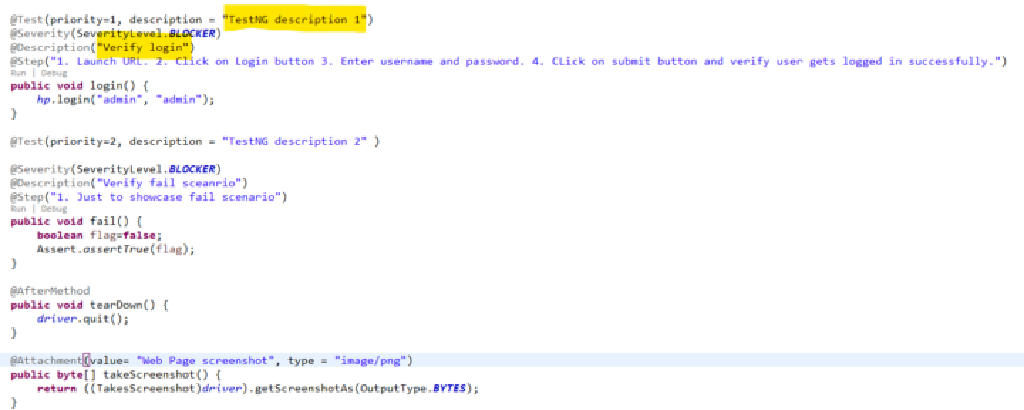 @Test(priority=1, description = "TestNG description 1")
@Severity(SeverityLevel.BLOCKER)
@Description("Verify login")
@Step("1. Launch URL. 2. Click on Login button 3. Enter username and password. 4. CLick on submit button and verify user gets logged in successfully.")
Run | Debug
public void login() {
hp.login("admin", "admin");
}
@Test(priority=2, description = "TestNG description 2" )
@Severity(SeverityLevel.BLOCKER)
@Description("Verify fail sceanrio")
@Step("1. Just to showcase fail scenario")
Run | Debug
public void fail() {
boolean flag=false;
Assert.assertTrue(flag);
}
@AfterMethod
public void tearDown() {
driver.quit();
}
@Attachment(value= "Web Page screenshot", type = "image/png")
public byte[] takeScreenshot() {
return ((TakesScreenshot)driver).getScreenshotAs(OutputType.BYTES);
}